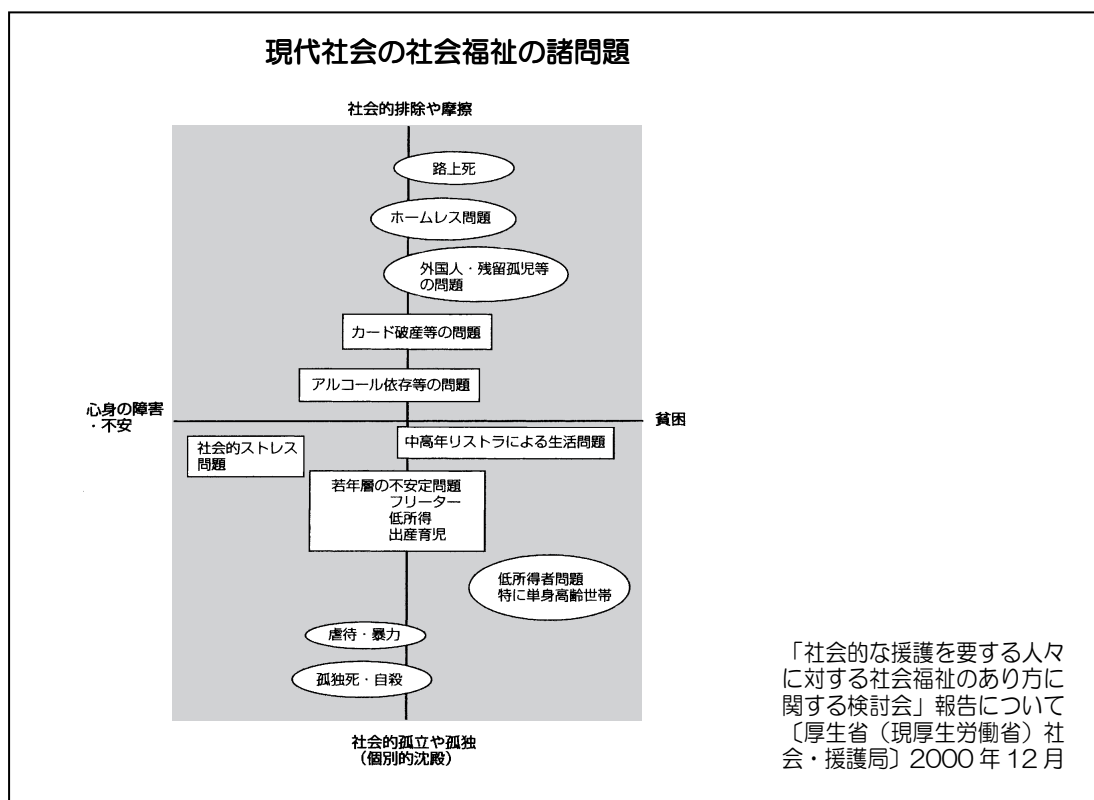 現代社会の社会福祉の諸問題
社会的排除や摩擦
路上死
ホームレス問題
外国人・残留孤児等
の問題
カード破産等の問題
アルコール依存等の問題
心身の障害
・不安
貧困
中高年リストラによる生活問題
社会的ストレス
問題
若年層の不安定問題
フリーター
低所得
出産育児
低所得者問題
特に単身高齢世帯
虐待・暴力
孤独死・自殺
社会的孤立や孤独
（個別的沈殿）
「社会的な援護を要する人々
に対する社会福祉のあり方に
関する検討会」報告について
〔厚生省（現厚生労働省）社
会・援護局〕2000年12月